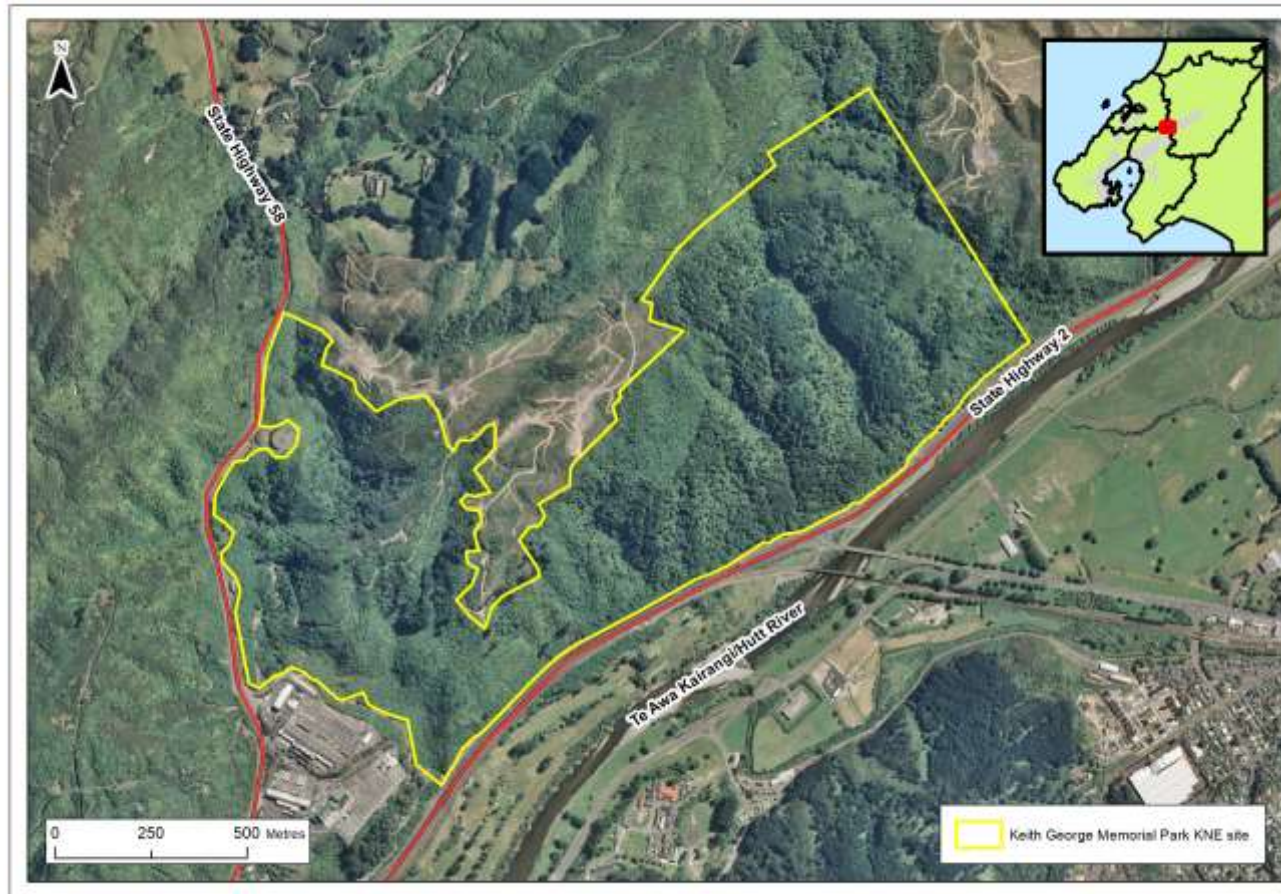 N
State Highway 58
State Highway 2
Te Awa Kairangi/Hutt River
0 250 500 Metres
Keith George Memorial Park KNE site